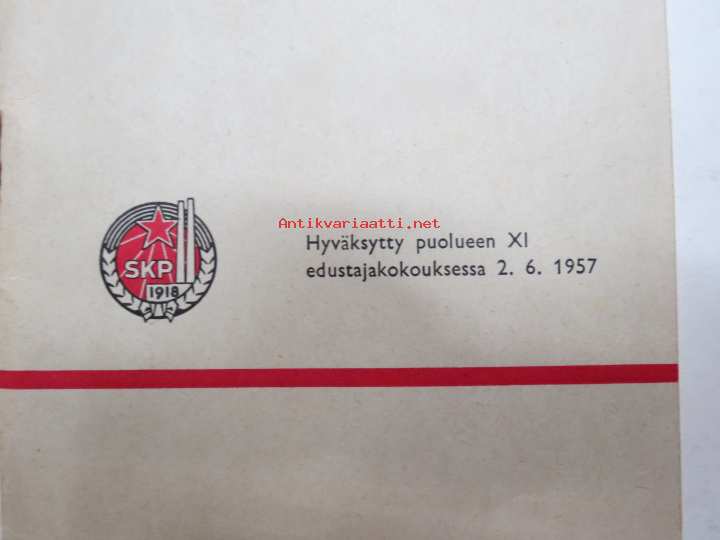 Antikvariaatti.net
Hyväksytty puolueen XI
edustajakokouksessa 2. 6. 1957
SKP
1918